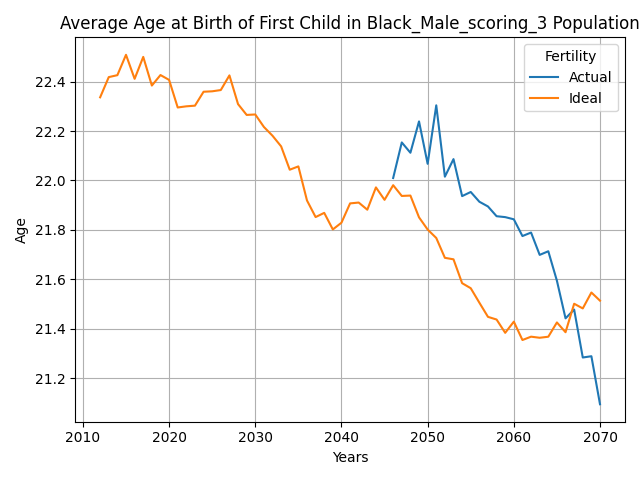 Average Age at Birth of First Child in Black_Male_scoring_3 Population
Fertility
Actual
Ideal
22.4
22.2
22.0
21.8
21.6
21.4
21.2
Age
2010 2020 2030 2040 2050 2060 2070
Years